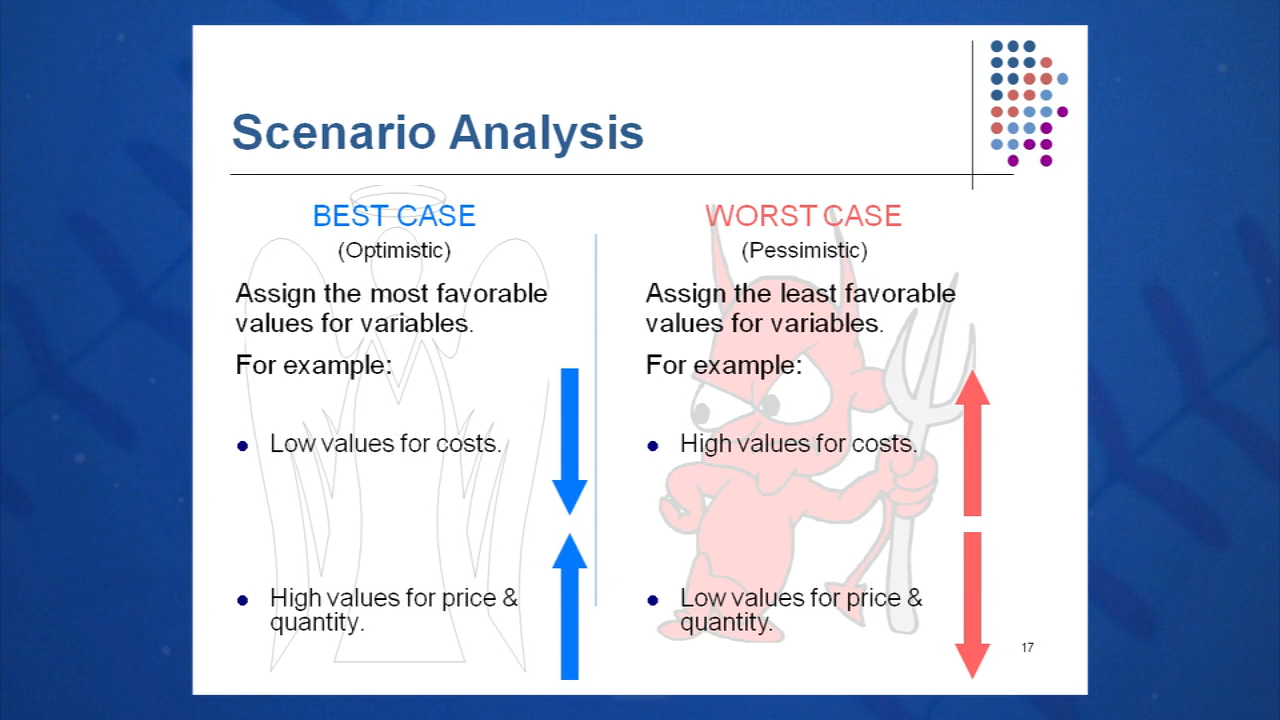 Scenario Analysis
BEST CASE
(Optimistic)
Assign the most favorable
values for variables.
For example:
Low values for costs.
High values for price &
quantity.
WORST CASE
(Pessimistic)
Assign the least favorable
values for variables.
For example:
High values for costs.
Low values for price &
quantity.
17